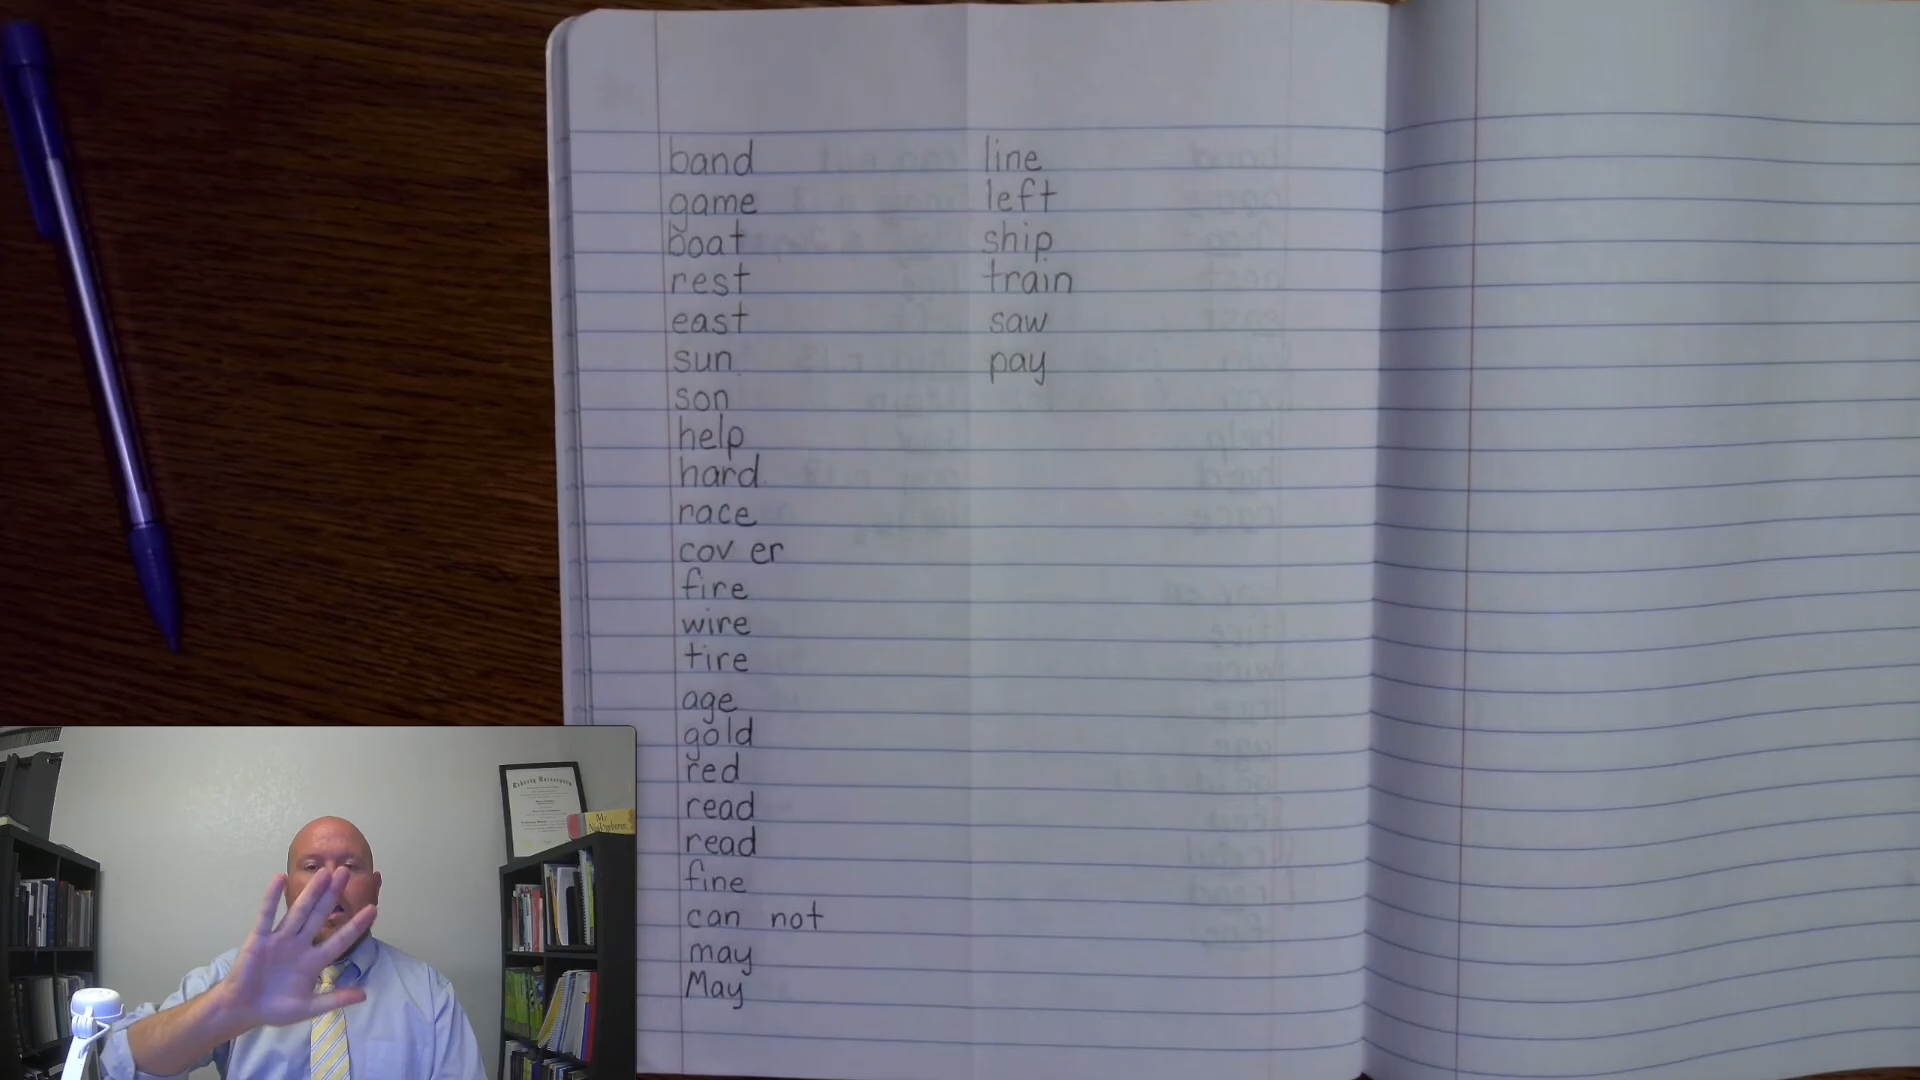 band
game
boat
rest
east
sun
son
help
hard
race
cov er
fire
wire
tire
age
gold
red
read
read
fine
can not
may
May
line
left
ship
train
saw
pay